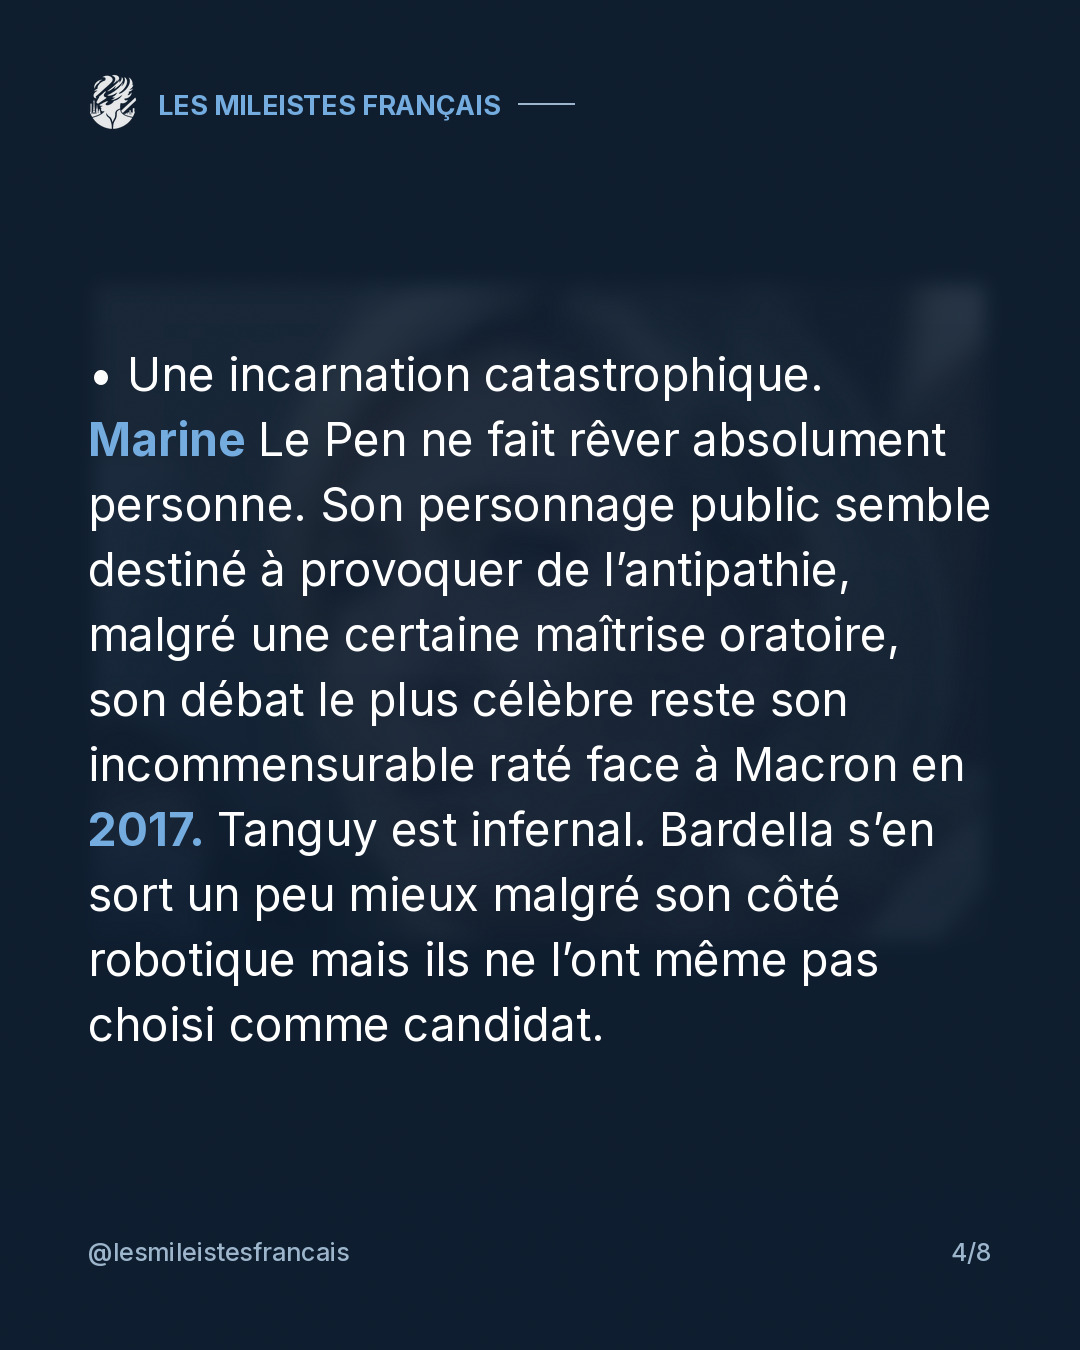 LES MILEISTES FRANÇAIS
• Une incarnation catastrophique.
Marine Le Pen ne fait rêver absolument
personne. Son personnage public semble
destiné à provoquer de l’antipathie,
malgré une certaine maîtrise oratoire,
son débat le plus célèbre reste son
incommensurable raté face à Macron en
2017. Tanguy est infernal. Bardella s’en
sort un peu mieux malgré son côté
robotique mais ils ne l’ont même pas
choisi comme candidat.
@lesmileistesfrancais
4/8